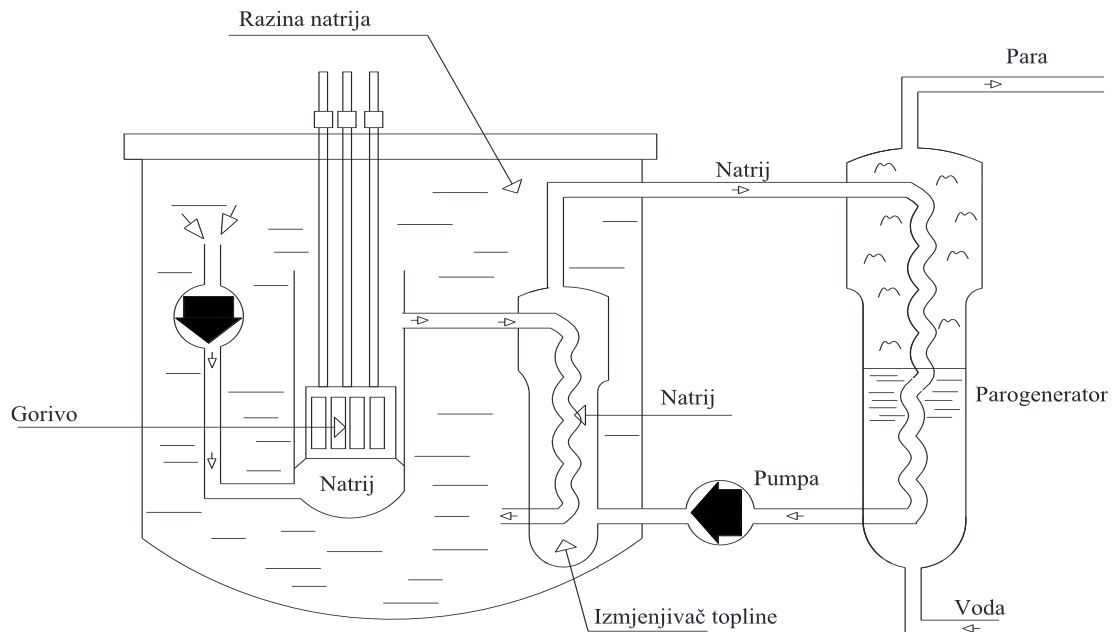 Razina natrija
Para
Natrij
Natrij
Parogenerator
Gorivo
Natrij
Pumpa
Voda
Izmjenjivač topline